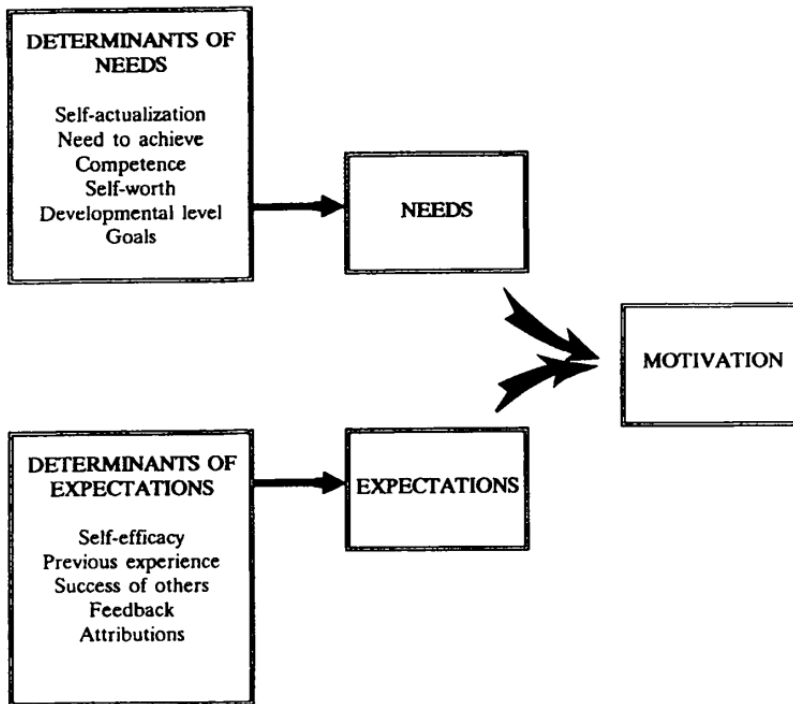 DETERMINANTS OF
NEEDS
Self-actualization
Need to achieve
Competence
Self-worth
Developmental level
Goals
NEEDS
MOTIVATION
DETERMINANTS OF
EXPECTATIONS
Self-efficacy
Previous experience
Success of others
Feedback
Attributions
EXPECTATIONS